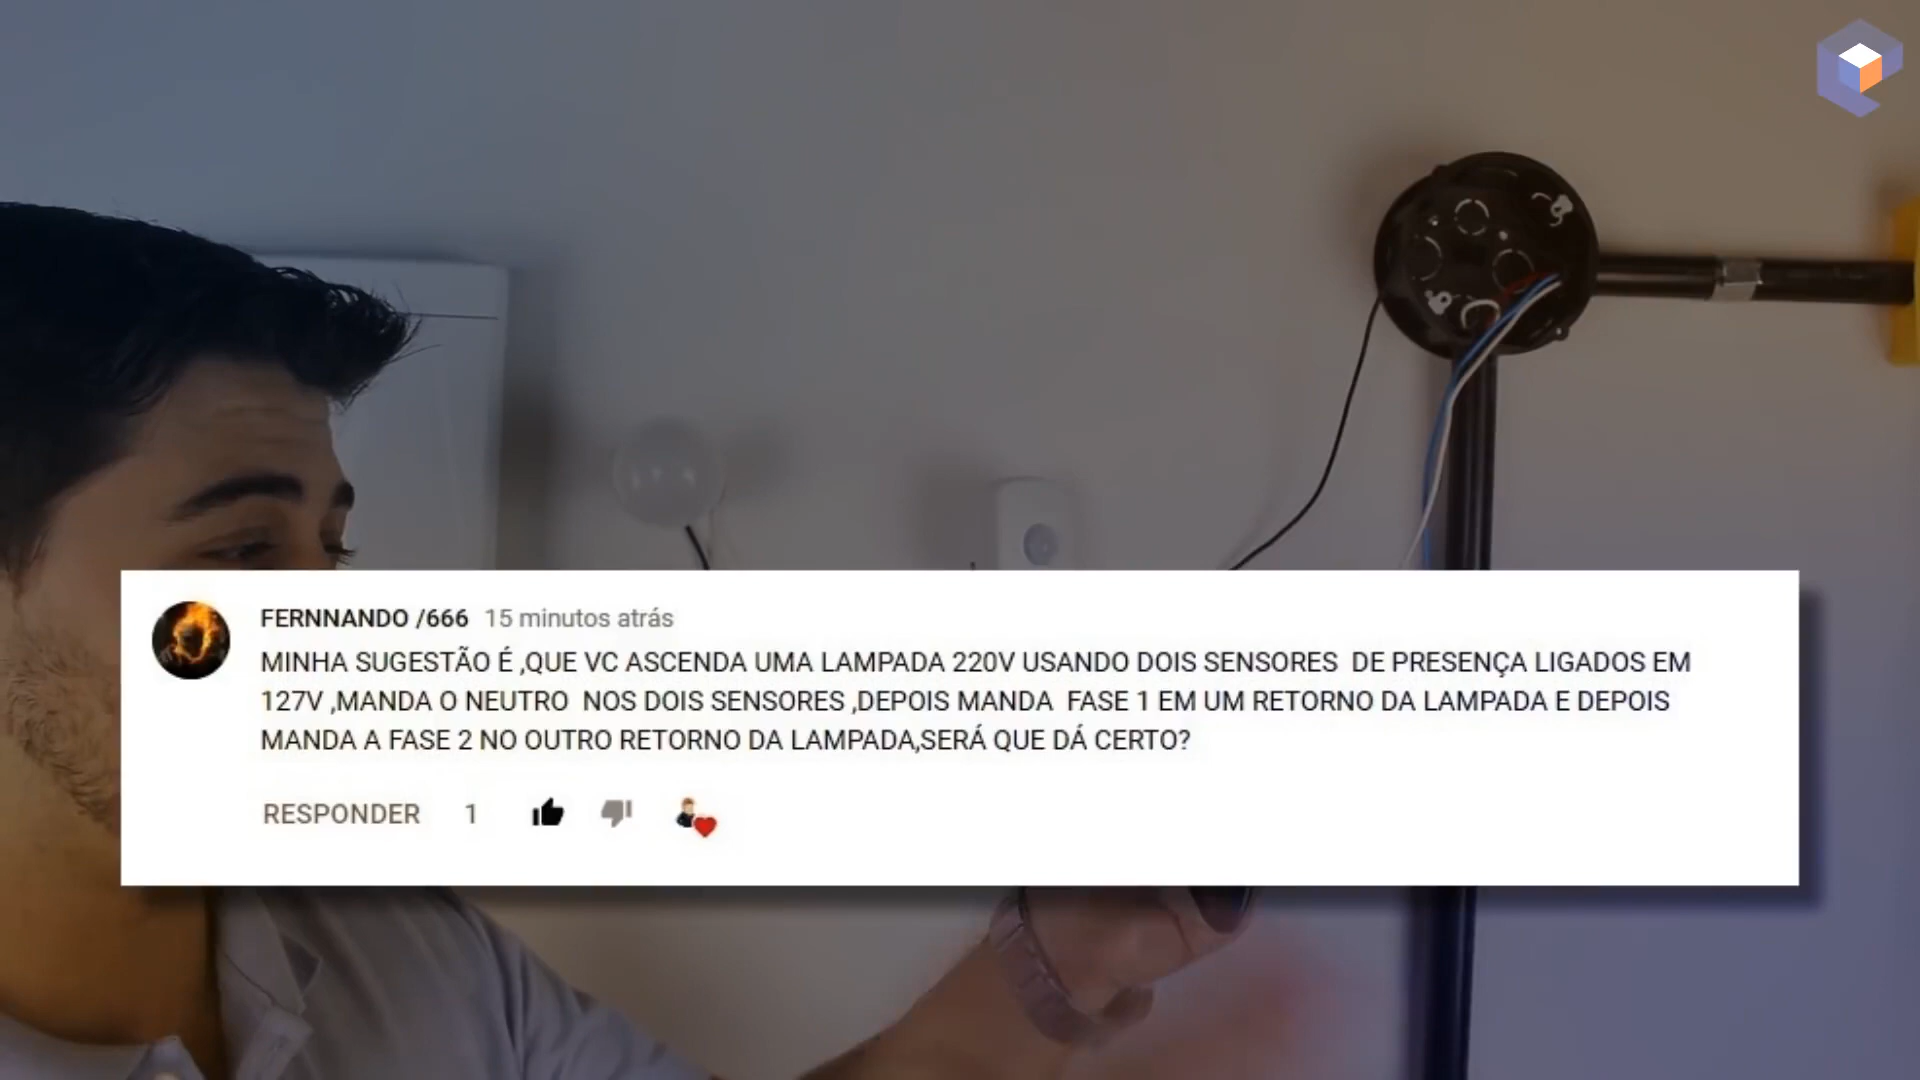 FERNNANDO /666 15 minutos atrás
MINHA SUGESTÃO É ,QUE VC ASCENDA UMA LAMPADA 220V USANDO DOIS SENSORES DE PRESENÇA LIGADOS EM
127V ,MANDA O NEUTRO NOS DOIS SENSORES ,DEPOIS MANDA FASE 1 EM UM RETORNO DA LAMPADA E DEPOIS
MANDA A FASE 2 NO OUTRO RETORNO DA LAMPADA,SERÁ QUE DÁ CERTO?
RESPONDER 1